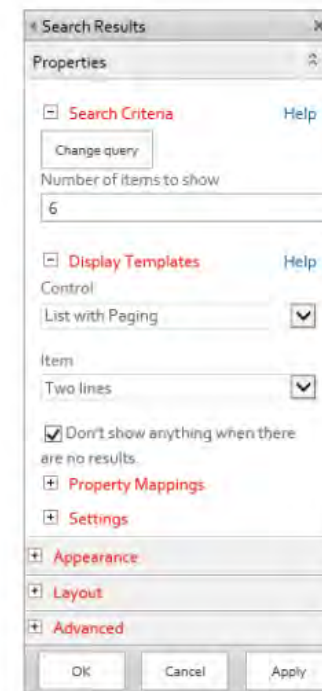 Search Results
Properties
Search Criteria Help
Change query
Number of items to show
6
Display Templates Help
Control
List with Paging
Item
Two lines
Don't show anything when there
are no results.
Property Mappings
Settings
Appearance
Layout
Advanced
OK Cancel Apply